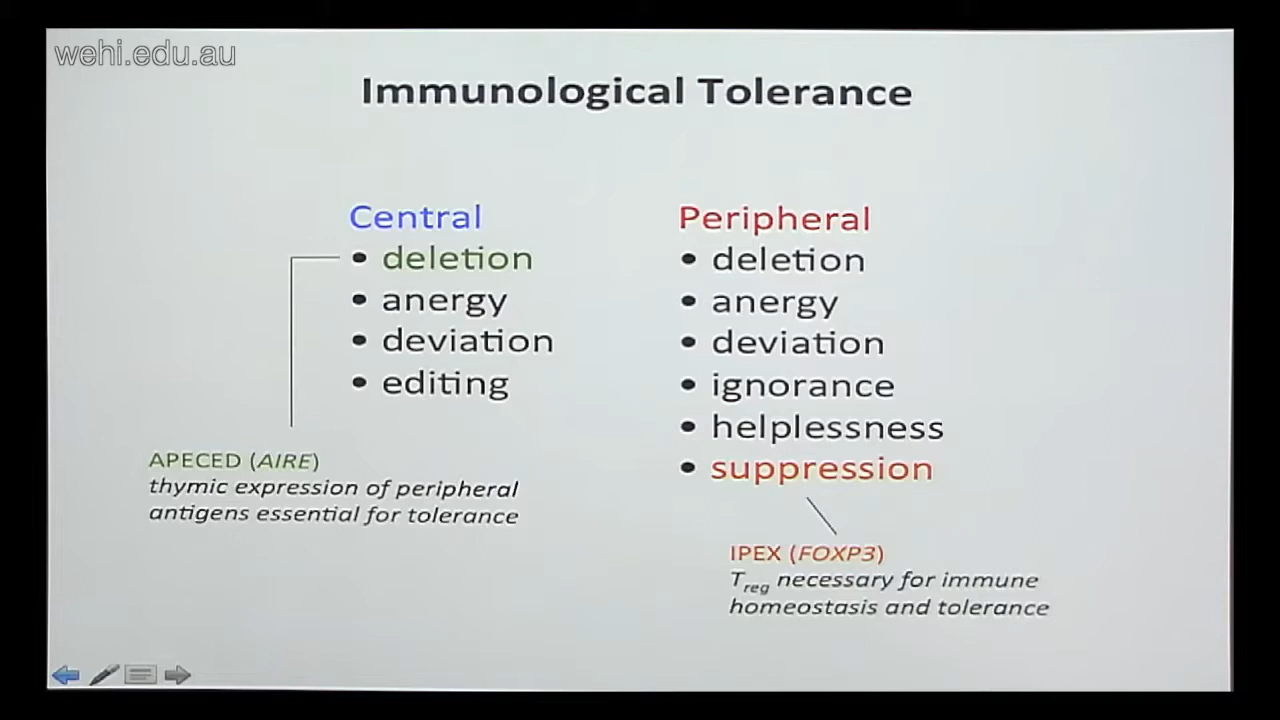 wehi.edu.au
Immunological Tolerance
Central
• deletion
• anergy
• deviation
• editing
APECED (AIRE)
thymic expression of peripheral
antigens essential for tolerance
Peripheral
• deletion
• anergy
• deviation
• ignorance
• helplessness
• suppression
IPEX (FOXP3)
Treg necessary for immune
homeostasis and tolerance